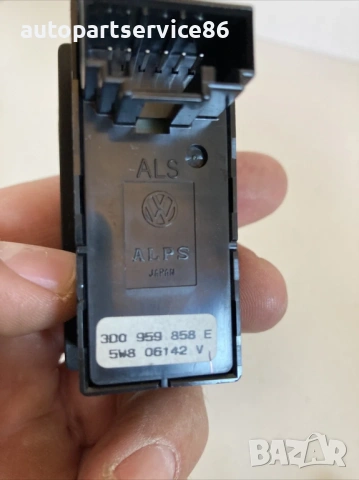 autopartservice86
ALS
ALPS
JAPAN
3D0 959 858 E
5W8 06142 V
bazar